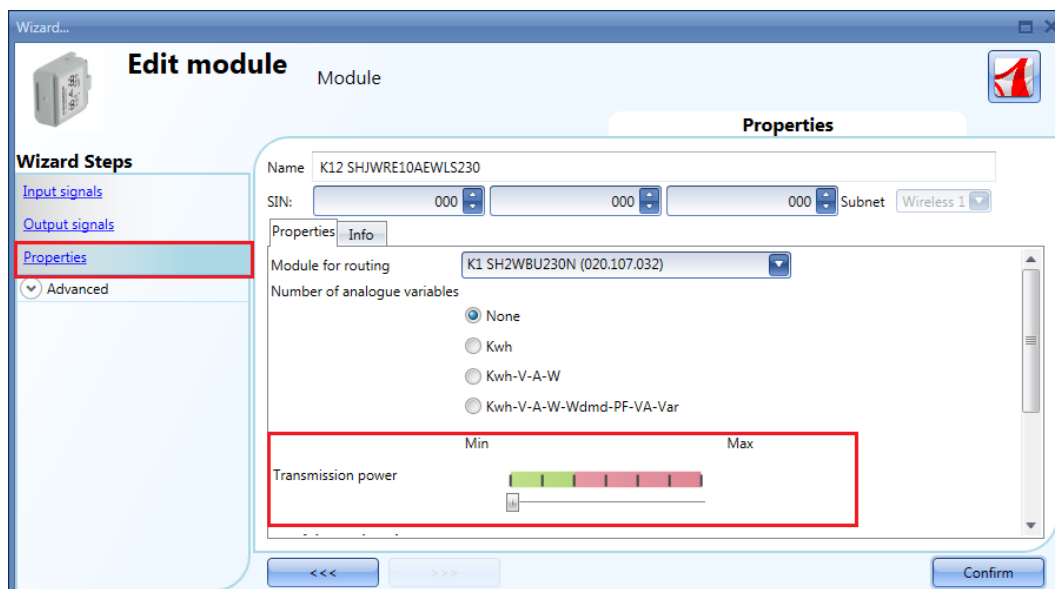 Wizard...
Edit module
Module
Properties
Wizard Steps
Input signals
Output signals
Properties
Advanced
Name K12 SHJWRE10AEWLS230
SIN: 000 000 000 Subnet Wireless 1
Properties Info
Module for routing K1 SH2WBU230N (020.107.032)
Number of analogue variables
None
Kwh
Kwh-V-A-W
Kwh-V-A-W-Wdmd-PF-VA-Var
Min Max
Transmission power
<<< >>> Confirm